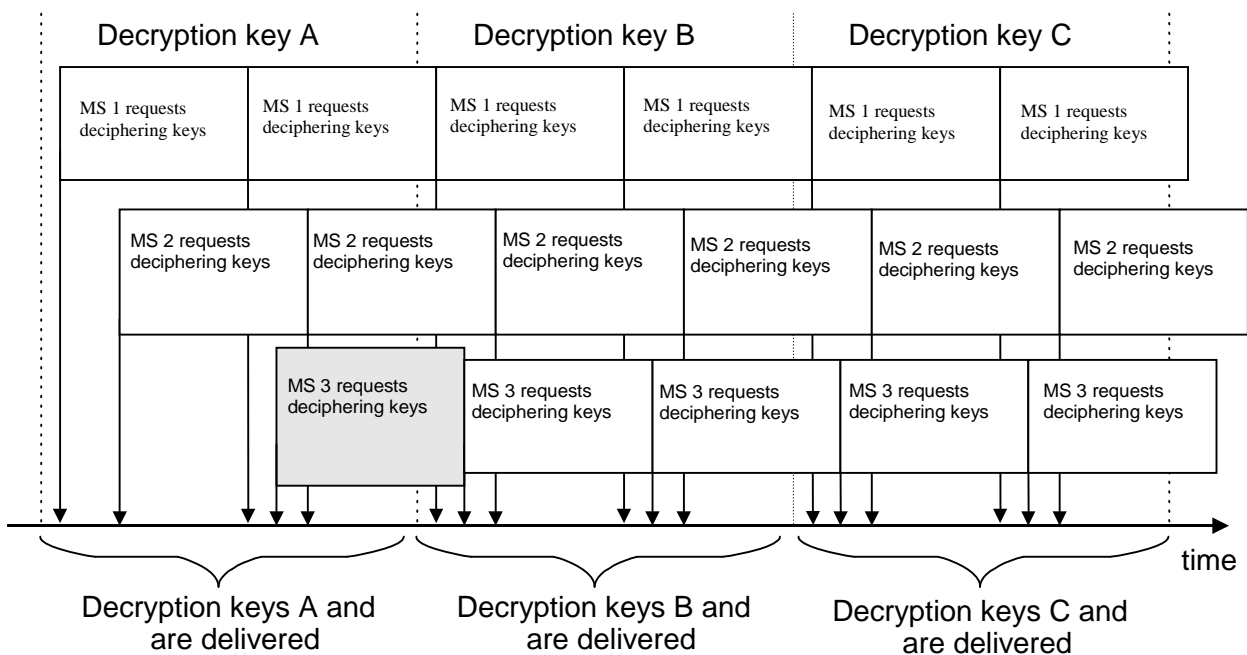 Decryption key A
Decryption key B
Decryption key C
MS 1 requests
deciphering keys
MS 1 requests
deciphering keys
MS 1 requests
deciphering keys
MS 1 requests
deciphering keys
MS 1 requests
deciphering keys
MS 1 requests
deciphering keys
MS 2 requests
deciphering keys
MS 2 requests
deciphering keys
MS 2 requests
deciphering keys
MS 2 requests
deciphering keys
MS 2 requests
deciphering keys
MS 2 requests
deciphering keys
MS 3 requests
deciphering keys
MS 3 requests
deciphering keys
MS 3 requests
deciphering keys
MS 3 requests
deciphering keys
MS 3 requests
deciphering keys
time
Decryption keys A and
are delivered
Decryption keys B and
are delivered
Decryption keys C and
are delivered